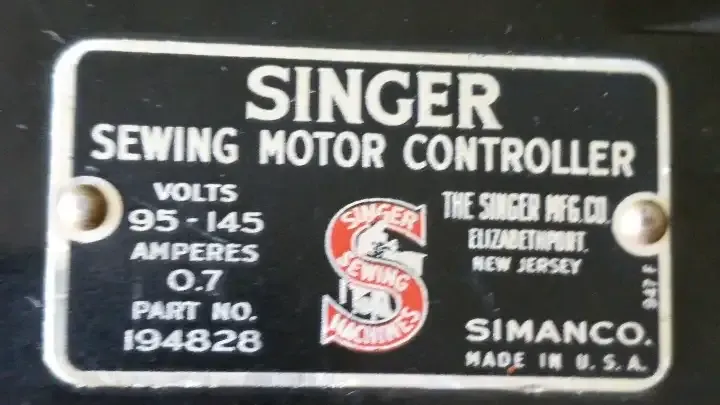 SINGER
SEWING MOTOR CONTROLLER
VOLTS
95-145
AMPERES
0.7
PART NO.
194828
SINGER
SEWING
MACHINES
THE SINGER MFG. CO.
ELIZABETHPORT,
NEW JERSEY
SIMANCO.
MADE IN U.S.A.
947 F